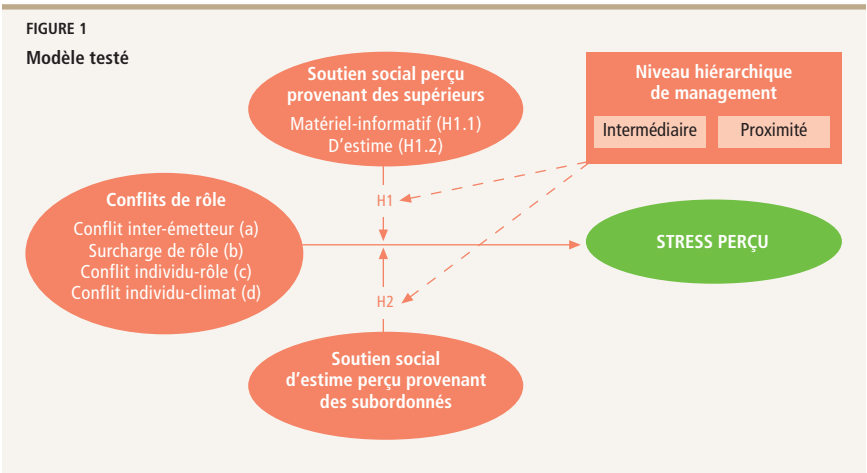 FIGURE 1
Modèle testé
Soutien social perçu
provenant des supérieurs
Matériel-informatif (H1.1)
D'estime (H1.2)
Niveau hiérarchique
de management
Intermédiaire
Proximité
H1
Conflits de rôle
Conflit inter-émetteur (a)
Surcharge de rôle (b)
Conflit individu-rôle (c)
Conflit individu-climat (d)
STRESS PERÇU
H2
Soutien social
d'estime perçu provenant
des subordonnés